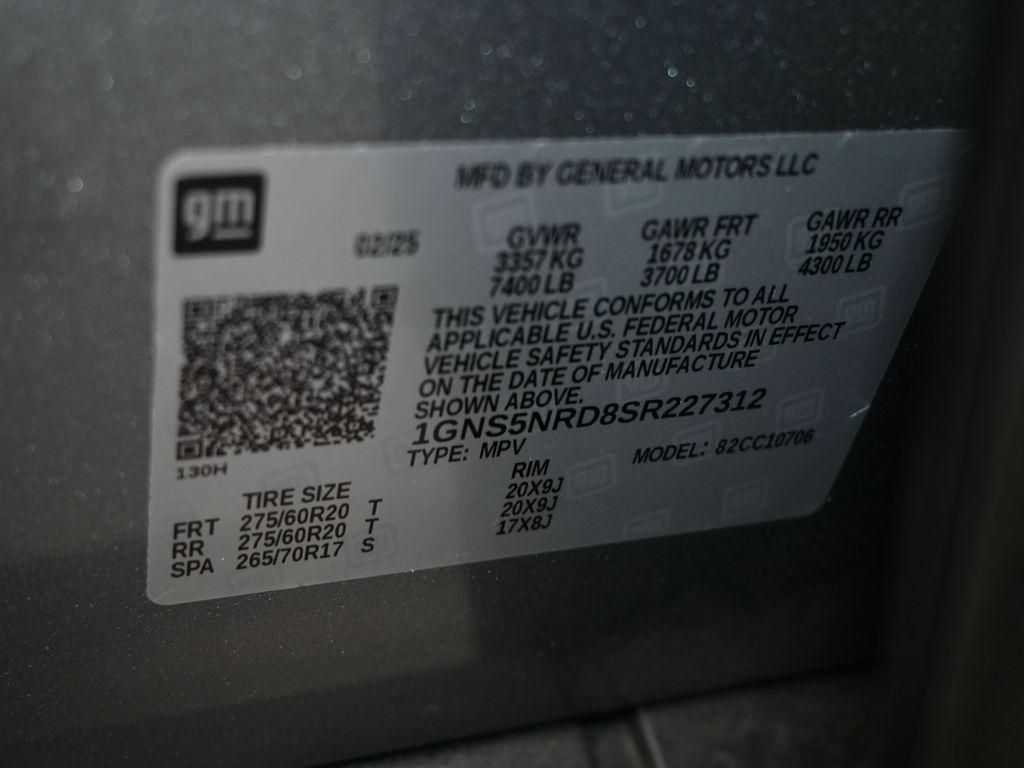 gm
MFD BY GENERAL MOTORS LLC
02/25
GVWR GAWR FRT GAWR RR
3357 KG 1678 KG 1950 KG
7400 LB 3700 LB 4300 LB
THIS VEHICLE CONFORMS TO ALL
APPLICABLE U.S. FEDERAL MOTOR
VEHICLE SAFETY STANDARDS IN EFFECT
ON THE DATE OF MANUFACTURE
SHOWN ABOVE.
1GNS5NRD8SR227312
TYPE: MPV MODEL: 82CC10706
130H
TIRE SIZE RIM
FRT 275/60R20 T 20X9J
RR 275/60R20 T 20X9J
SPA 265/70R17 S 17X8J